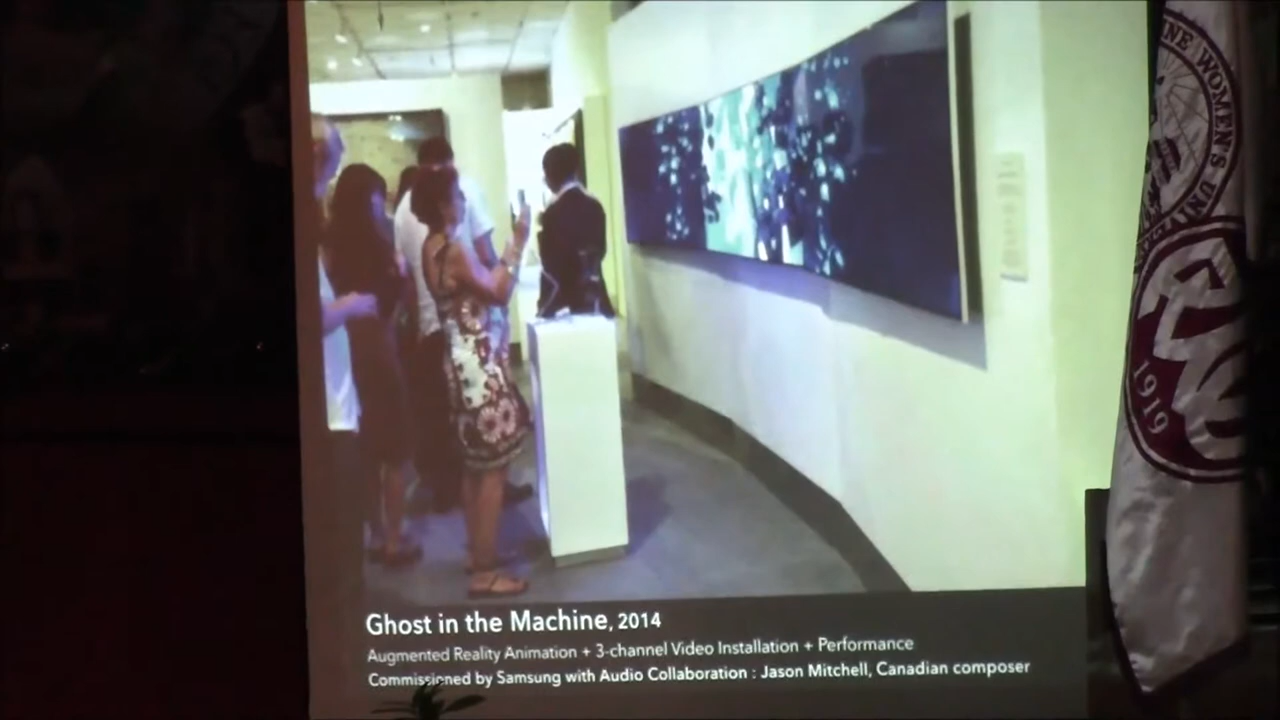 Ghost in the Machine, 2014
Augmented Reality Animation + 3-channel Video Installation + Performance
Commissioned by Samsung with Audio Collaboration : Jason Mitchell, Canadian composer
WOMEN'S
1919